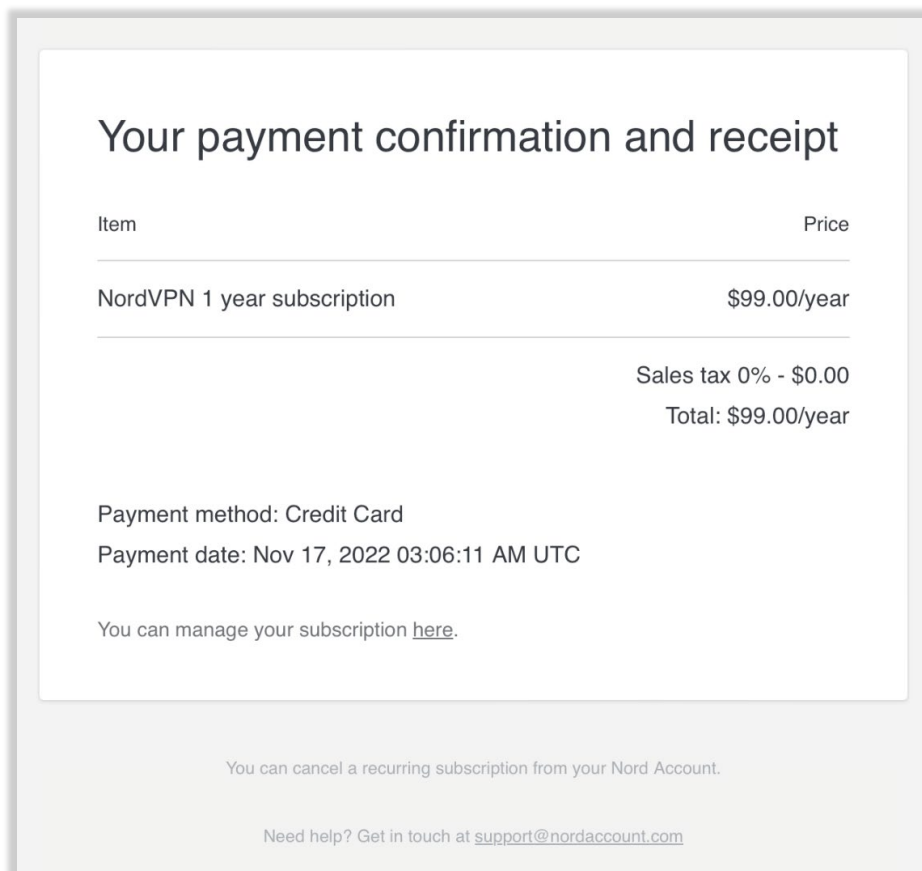 Your payment confirmation and receipt
Item Price
NordVPN 1 year subscription $99.00/year
Sales tax 0% - $0.00
Total: $99.00/year
Payment method: Credit Card
Payment date: Nov 17, 2022 03:06:11 AM UTC
You can manage your subscription here.
You can cancel a recurring subscription from your Nord Account.
Need help? Get in touch at support@nordaccount.com